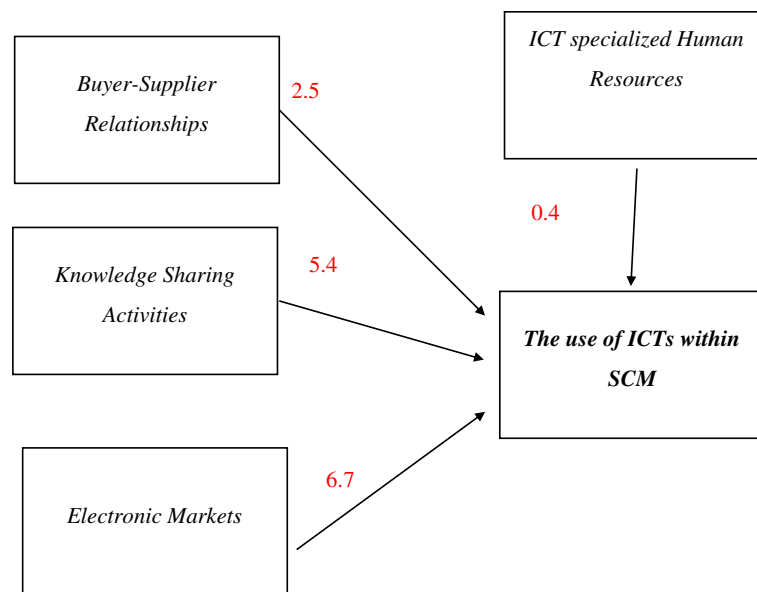 ICT specialized Human
Resources
Buyer-Supplier
Relationships
2.5
0.4
Knowledge Sharing
Activities
5.4
The use of ICTs within
SCM
Electronic Markets
6.7